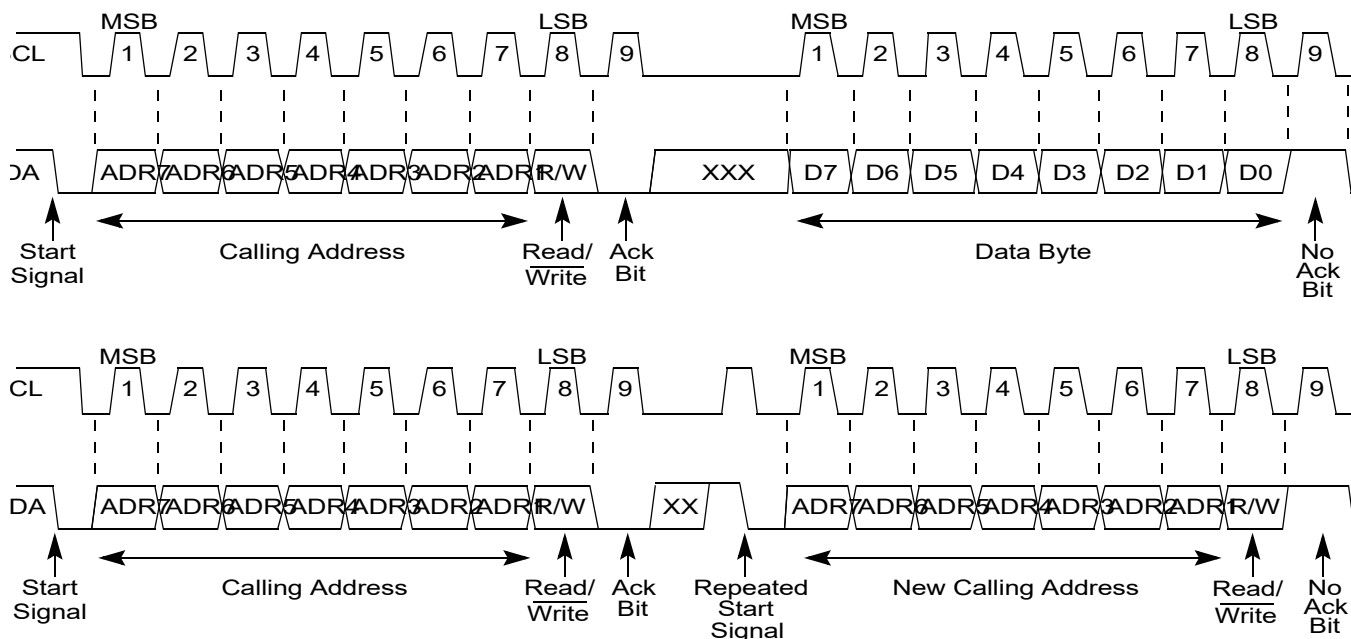 MSB LSB MSB LSB
CL 1 2 3 4 5 6 7 8 9 1 2 3 4 5 6 7 8 9
DA ADR7 ADR6 ADR5 ADR4 ADR3 ADR2 ADR1 R/W XXX D7 D6 D5 D4 D3 D2 D1 D0
Start Calling Address Read/ Ack Data Byte No
Signal Write Bit Ack
Bit
MSB LSB MSB LSB
CL 1 2 3 4 5 6 7 8 9 1 2 3 4 5 6 7 8 9
DA ADR7 ADR6 ADR5 ADR4 ADR3 ADR2 ADR1 R/W XX ADR7 ADR6 ADR5 ADR4 ADR3 ADR2 ADR1 R/W
Start Calling Address Read/ Ack Repeated New Calling Address Read/ No
Signal Write Bit Start Write Ack
Signal Bit